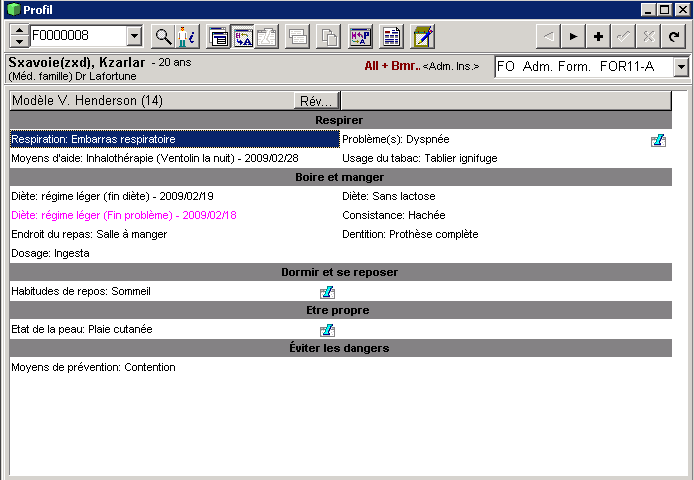 Profil
F0000008
Sxavoie(zxd), Kzarlar - 20 ans
(Méd. famille) Dr Lafortune
All + Bmr.. <Adm. Ins.>
FO Adm. Form. FOR11-A
Modèle V. Henderson (14) Rév...
Respirer
Respiration: Embarras respiratoire Problème(s): Dyspnée
Moyens d'aide: Inhalothérapie (Ventolin la nuit) - 2009/02/28 Usage du tabac: Tablier ignifuge
Boire et manger
Diète: régime léger (fin diète) - 2009/02/19 Diète: Sans lactose
Diète: régime léger (Fin problème) - 2009/02/18 Consistance: Hachée
Endroit du repas: Salle à manger Dentition: Prothèse complète
Dosage: Ingesta
Dormir et se reposer
Habitudes de repos: Sommeil
Etre propre
Etat de la peau: Plaie cutanée
Éviter les dangers
Moyens de prévention: Contention